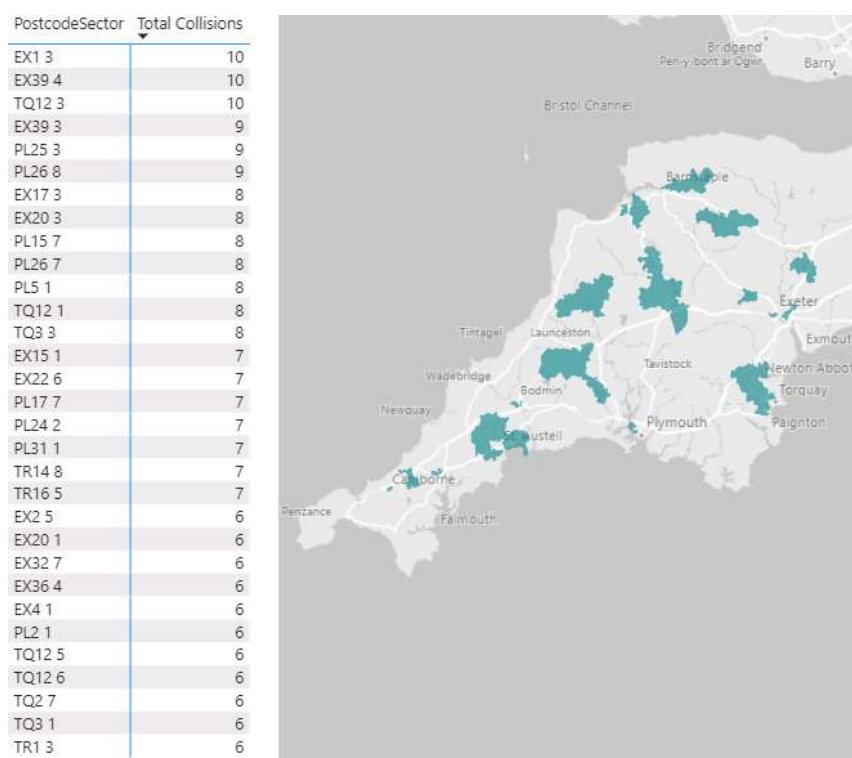 PostcodeSector Total Collisions
EX1 3 10
EX39 4 10
TQ12 3 10
EX39 3 9
PL25 3 9
PL26 8 9
EX17 3 8
EX20 3 8
PL15 7 8
PL26 7 8
PL5 1 8
TQ12 1 8
TQ3 3 8
EX15 1 7
EX22 6 7
PL17 7 7
PL24 2 7
PL31 1 7
TR14 8 7
TR16 5 7
EX2 5 6
EX20 1 6
EX32 7 6
EX36 4 6
EX4 1 6
PL2 1 6
TQ12 5 6
TQ12 6 6
TQ2 7 6
TQ3 1 6
TR1 3 6
Bridgend
Pen-y-bont ar Ogwr
Barry
Bristol Channel
Barnstaple
Exeter
Tintagel
Launceston
Exmout
Tavistock
Newton Abbot
Wadebridge
Bodmin
Torquay
Newquay
Plymouth
Paignton
St Austell
Camborne
Penzance
Falmouth